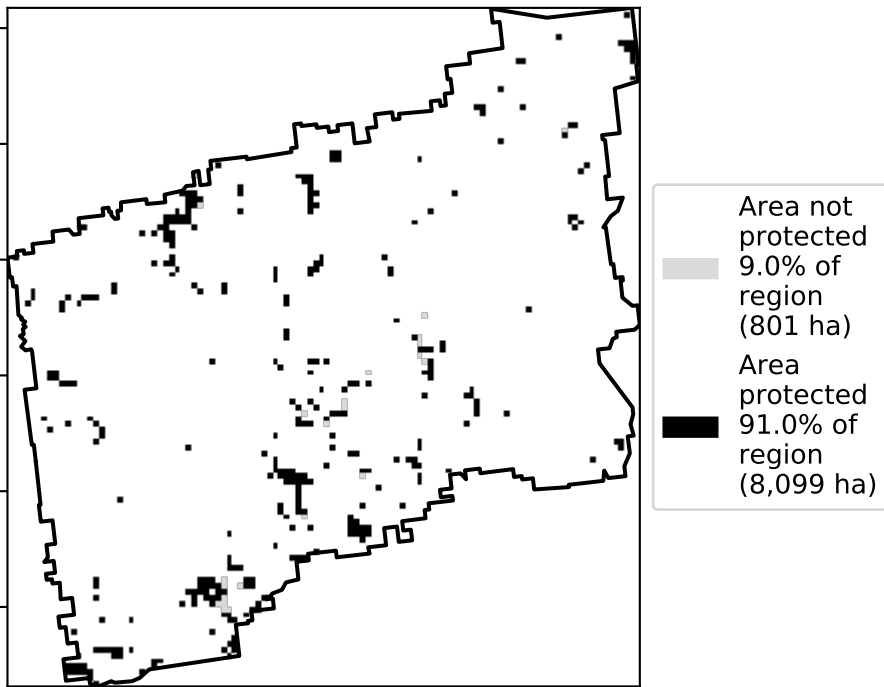 Area not
protected
9.0% of
region
(801 ha)
Area
protected
91.0% of
region
(8,099 ha)